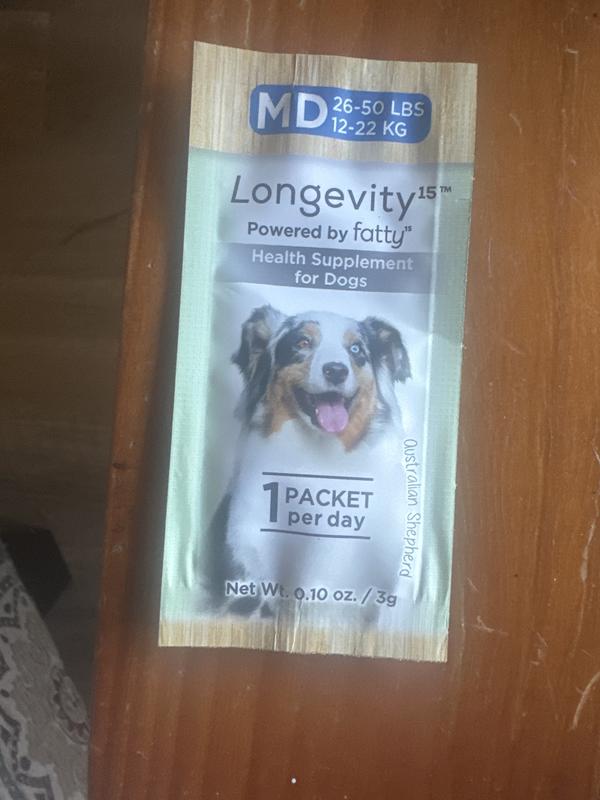 MD 26-50 LBS
12-22 KG
Longevity15™
Powered by fatty15
Health Supplement
for Dogs
Australian Shepherd
1 PACKET
per day
Net Wt. 0.10 oz. / 3g